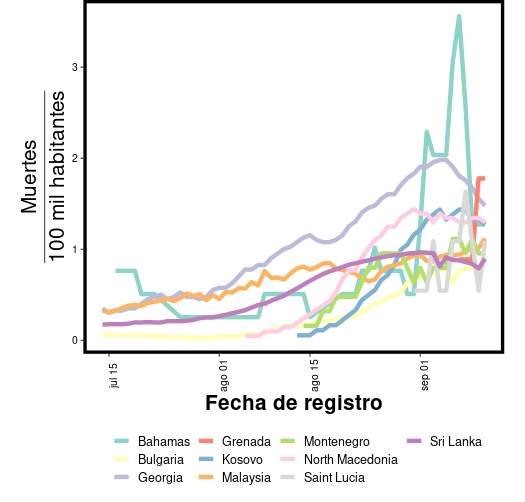 Muertes
100 mil habitantes
3
2
1
0
jul 15
ago 01
ago 15
sep 01
Fecha de registro
Bahamas Grenada Montenegro Sri Lanka
Bulgaria Kosovo North Macedonia
Georgia Malaysia Saint Lucia